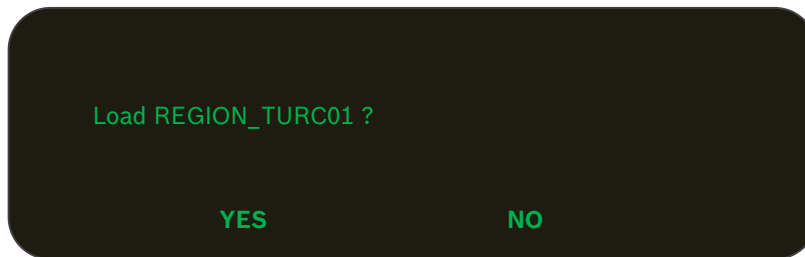 Load REGION_TURC01 ?
YES NO